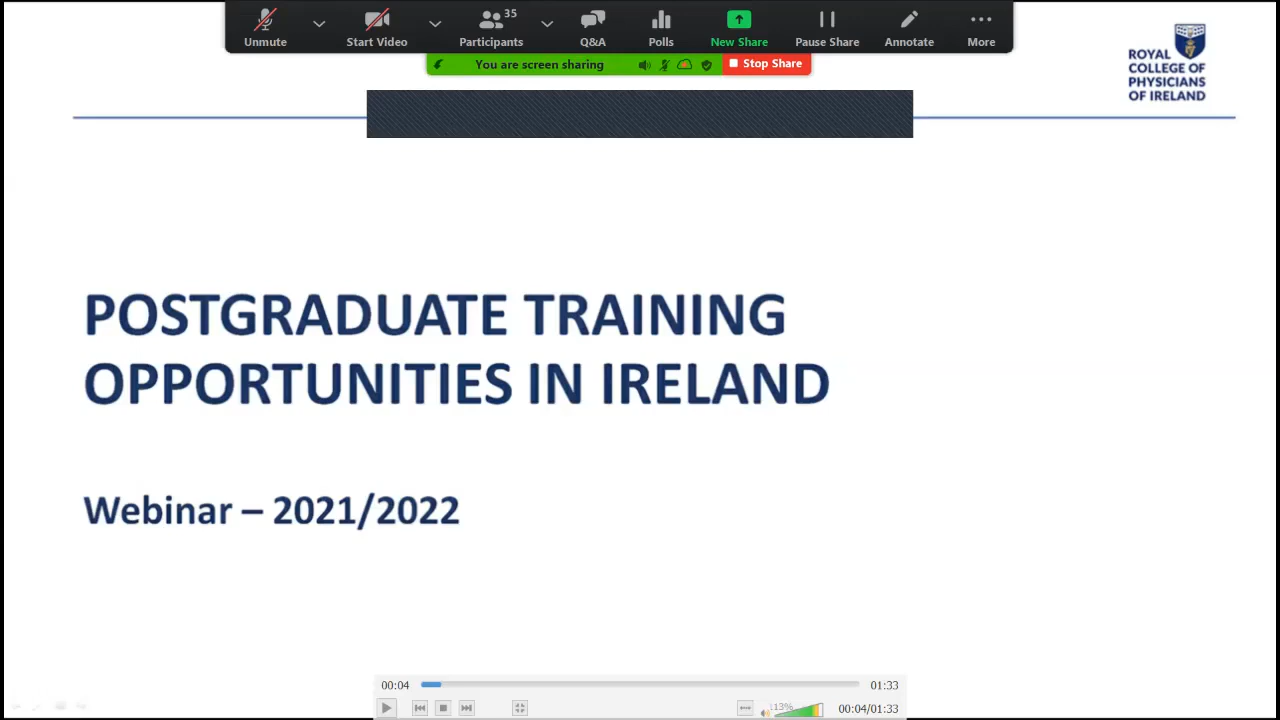 35
Unmute
Start Video
Participants
Q&A
Polls
New Share
Pause Share
Annotate
More
You are screen sharing
Stop Share
ROYAL
COLLEGE OF
PHYSICIANS
OF IRELAND
POSTGRADUATE TRAINING
OPPORTUNITIES IN IRELAND
Webinar – 2021/2022
00:04
01:33
13%
00:04/01:33